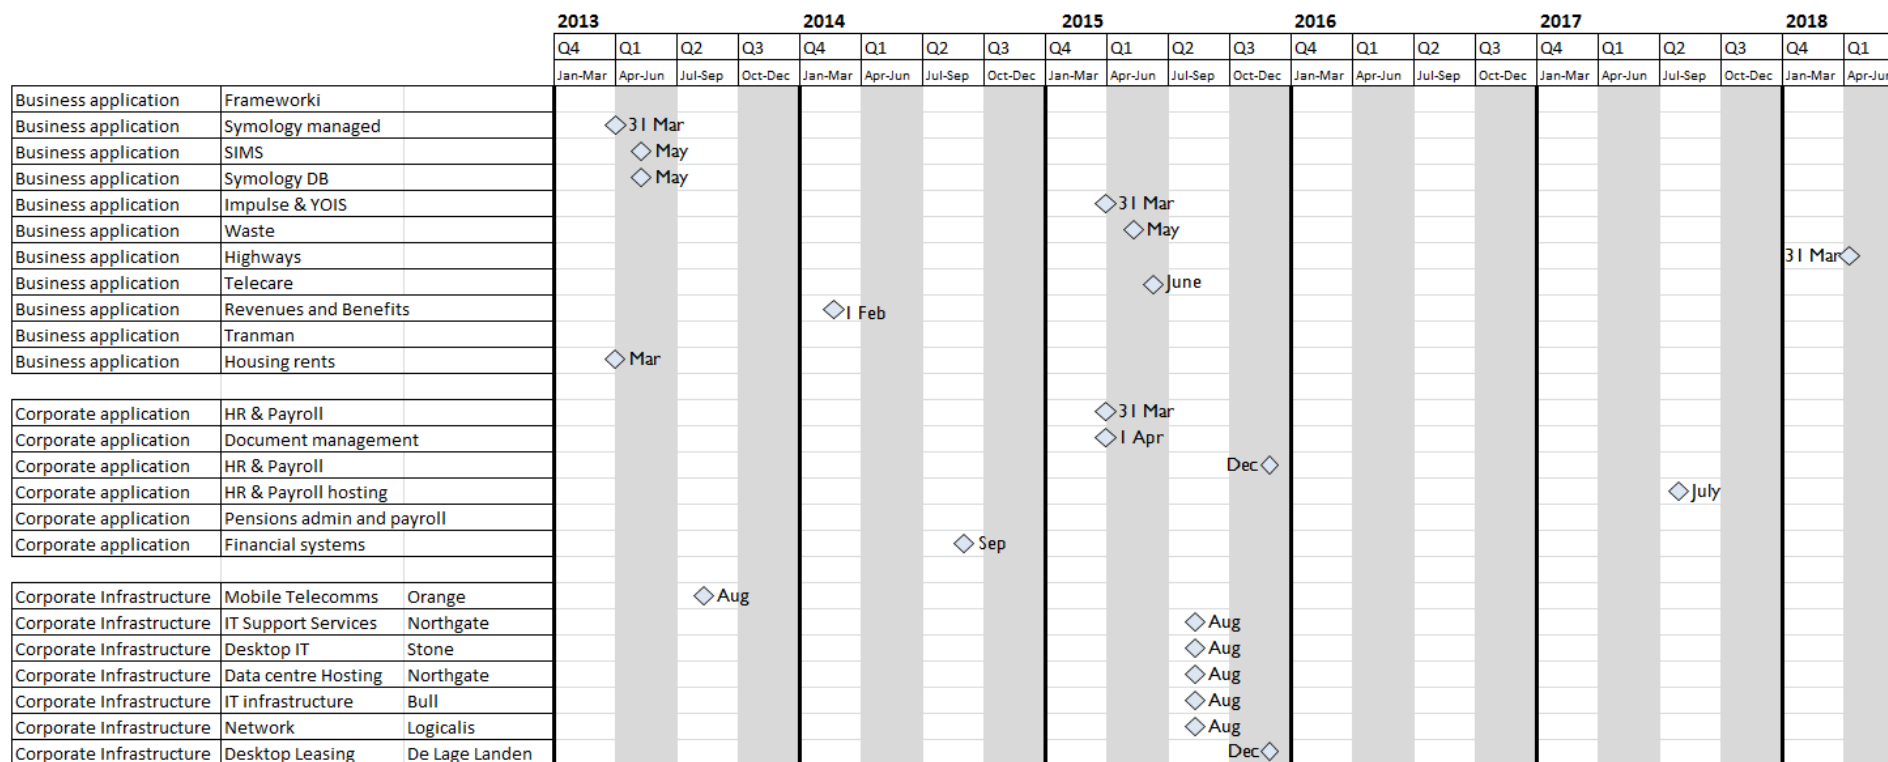 2013 2014 2015 2016 2017 2018
Q4 Q1 Q2 Q3 Q4 Q1 Q2 Q3 Q4 Q1 Q2 Q3 Q4 Q1 Q2 Q3 Q4 Q1 Q2 Q3 Q4 Q1
Jan-Mar Apr-Jun Jul-Sep Oct-Dec Jan-Mar Apr-Jun Jul-Sep Oct-Dec Jan-Mar Apr-Jun Jul-Sep Oct-Dec Jan-Mar Apr-Jun Jul-Sep Oct-Dec Jan-Mar Apr-Jun Jul-Sep Oct-Dec Jan-Mar Apr-Jun
Business application Frameworki
Business application Symology managed 31 Mar
Business application SIMS May
Business application Symology DB May
Business application Impulse & YOIS 31 Mar
Business application Waste May
Business application Highways 31 Mar
Business application Telecare June
Business application Revenues and Benefits 1 Feb
Business application Tranman
Business application Housing rents Mar
Corporate application HR & Payroll 31 Mar
Corporate application Document management 1 Apr
Corporate application HR & Payroll Dec
Corporate application HR & Payroll hosting July
Corporate application Pensions admin and payroll
Corporate application Financial systems Sep
Corporate Infrastructure Mobile Telecomms Orange Aug
Corporate Infrastructure IT Support Services Northgate Aug
Corporate Infrastructure Desktop IT Stone Aug
Corporate Infrastructure Data centre Hosting Northgate Aug
Corporate Infrastructure IT infrastructure Bull Aug
Corporate Infrastructure Network Logicalis Aug
Corporate Infrastructure Desktop Leasing De Lage Landen Dec